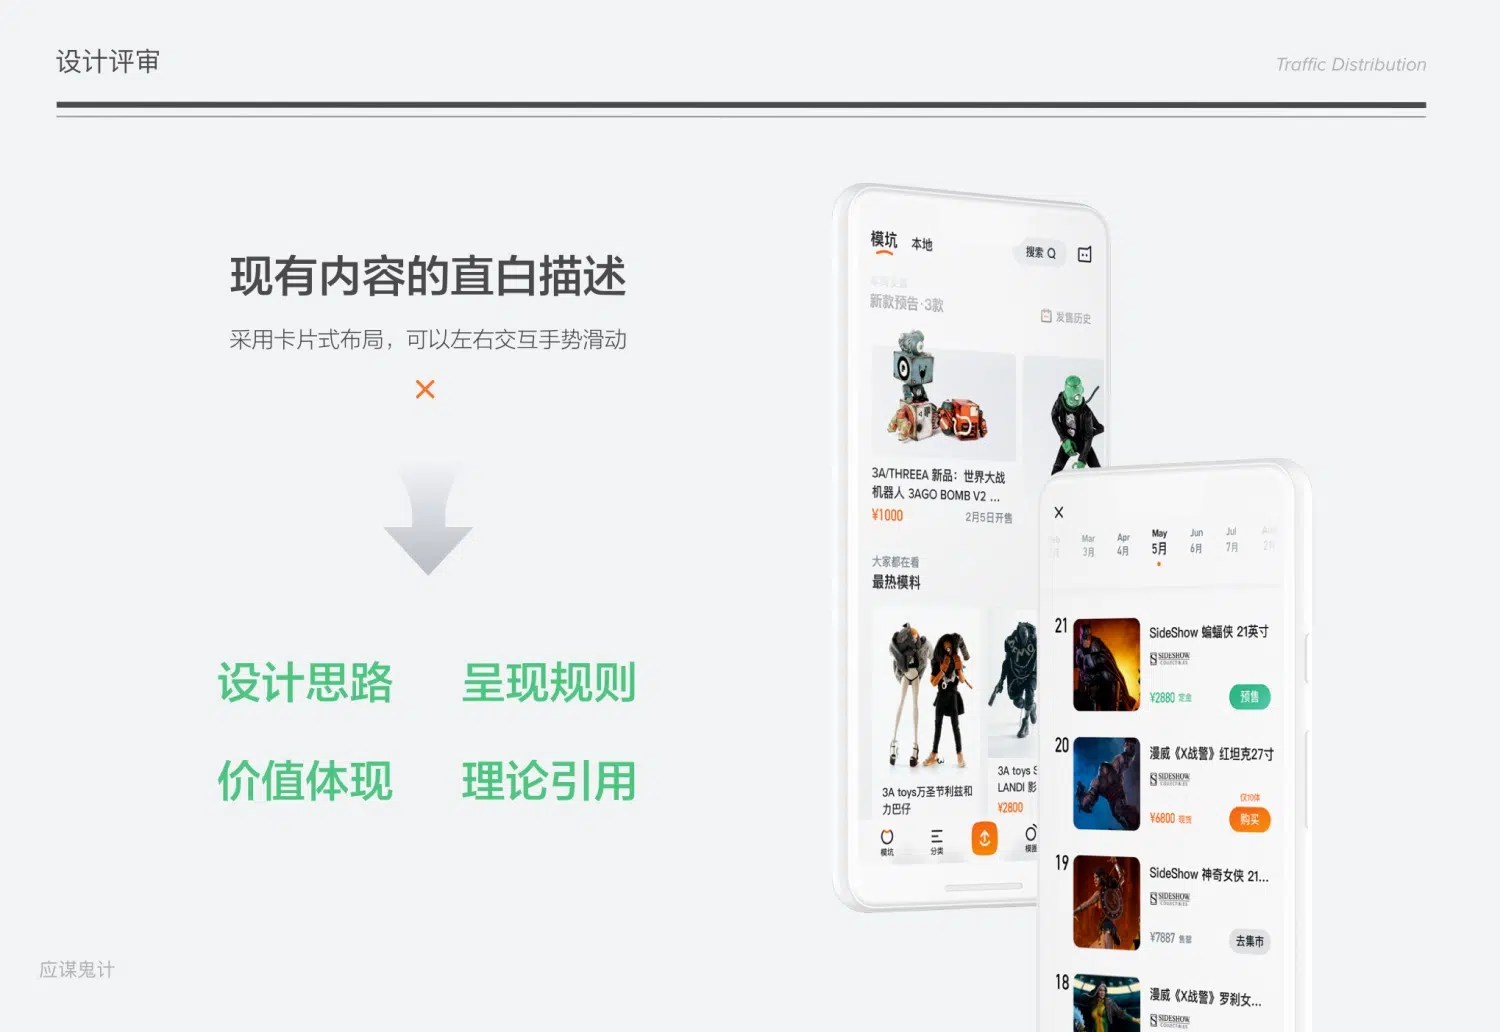 设计评审
Traffic Distribution
现有内容的直白描述
采用卡片式布局，可以左右交互手势滑动
设计思路
呈现规则
价值体现
理论引用
应谋鬼计
模坑
本地
搜索
新款预告·3款
发售历史
3A/THREEA 新品：世界大战
机器人 3AGO BOMB V2 ...
¥1000
2月5日开售
大家都在看
最热模料
3A toys万圣节利兹和
力巴仔
3A toys S
LANDI 影
¥2800
模坑
分类
模圈
Mar
3月
Apr
4月
May
5月
Jun
6月
Jul
7月
21
SideShow 蝙蝠侠 21英寸
SIDESHOW
COLLECTIBLES
¥2880 定金
预售
20
漫威《X战警》红坦克27寸
SIDESHOW
COLLECTIBLES
¥6800 现货
购买
19
SideShow 神奇女侠 21...
SIDESHOW
COLLECTIBLES
¥7887 售罄
去集市
18
漫威《X战警》罗刹女...
SIDESHOW
COLLECTIBLES